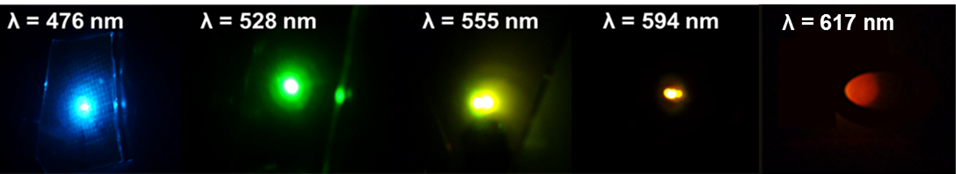 λ = 476 nm λ = 528 nm λ = 555 nm λ = 594 nm λ = 617 nm